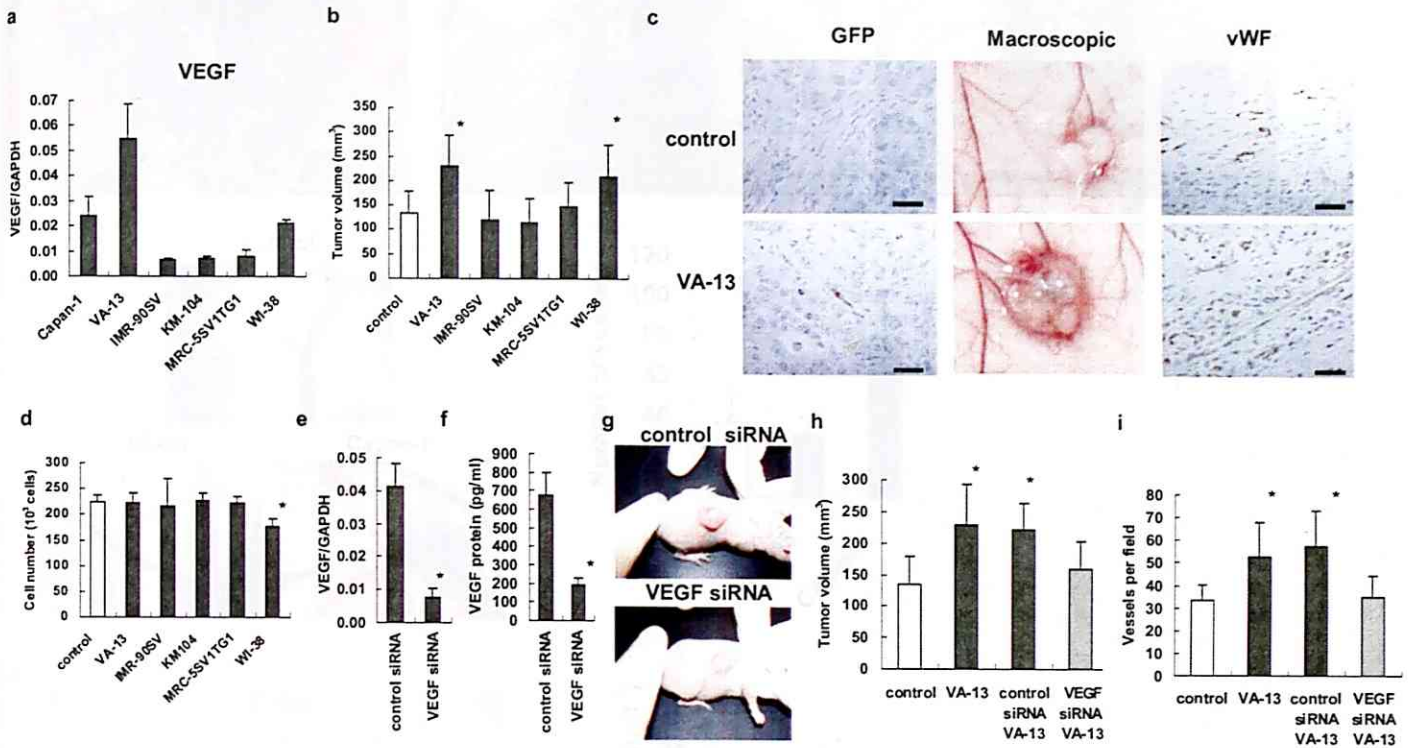 a
VEGF
VEGF/GAPDH
0.07
0.06
0.05
0.04
0.03
0.02
0.01
0.00
Capan-1
VA-13
IMR-90SV
KM-104
MRC-5SV1TG1
WI-38
b
Tumor volume (mm³)
350
300
250
200
150
100
50
0
*
*
control
VA-13
IMR-90SV
KM-104
MRC-5SV1TG1
WI-38
c
GFP
Macroscopic
vWF
control
VA-13
d
Cell number (10³ cells)
300
250
200
150
100
50
0
*
control
VA-13
IMR-90SV
KM104
MRC-5SV1TG1
WI-38
e
VEGF/GAPDH
0.05
0.04
0.03
0.02
0.01
0.00
*
control siRNA
VEGF siRNA
f
VEGF protein (pg/ml)
900
800
700
600
500
400
300
200
100
0
*
control siRNA
VEGF siRNA
g
control siRNA
VEGF siRNA
h
Tumor volume (mm³)
300
250
200
150
100
50
0
*
*
control
VA-13
control
siRNA
VA-13
VEGF
siRNA
VA-13
i
Vessels per field
80
70
60
50
40
30
20
10
0
*
*
control
VA-13
control
siRNA
VA-13
VEGF
siRNA
VA-13